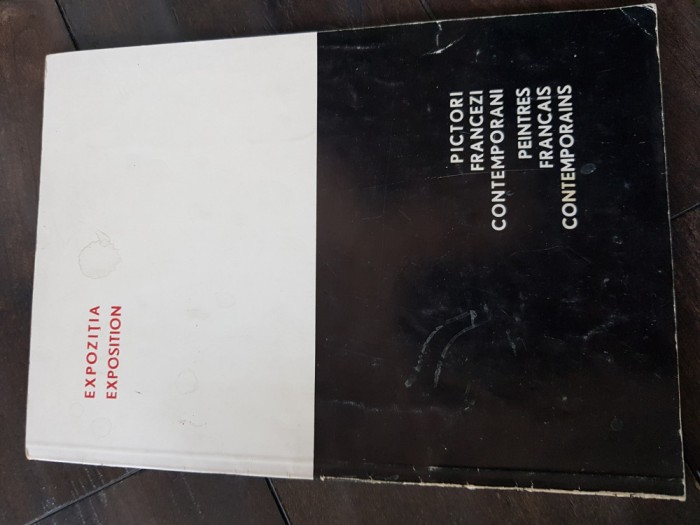 EXPOZIȚIA
EXPOSITION
PICTORI
FRANCEZI
CONTEMPORANI
PEINTRES
FRANCAIS
CONTEMPORAINS